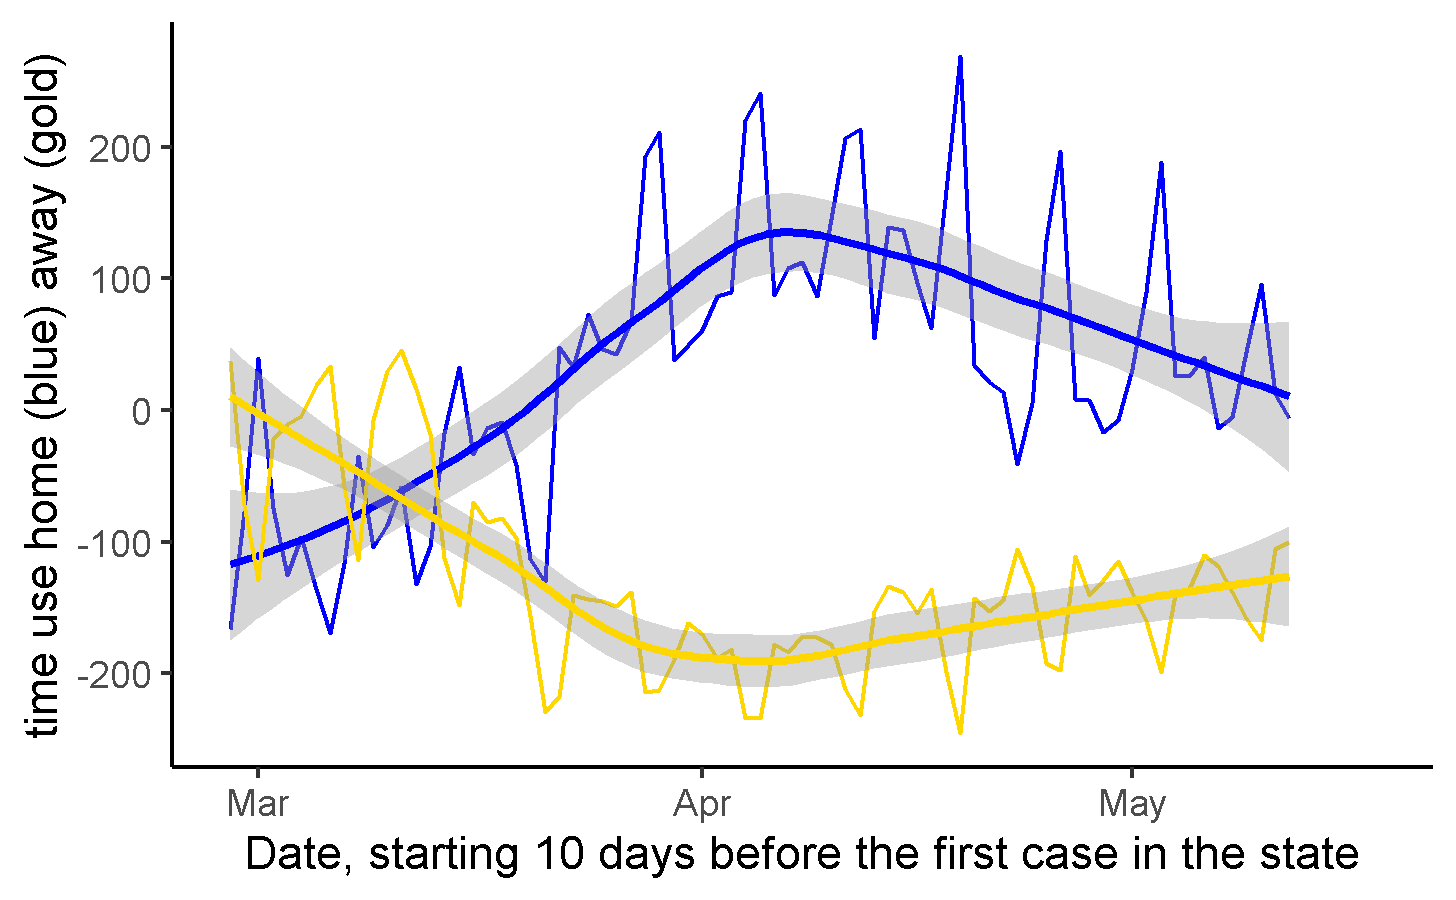 time use home (blue) away (gold)
200
100
0
-100
-200
Mar
Apr
May
Date, starting 10 days before the first case in the state